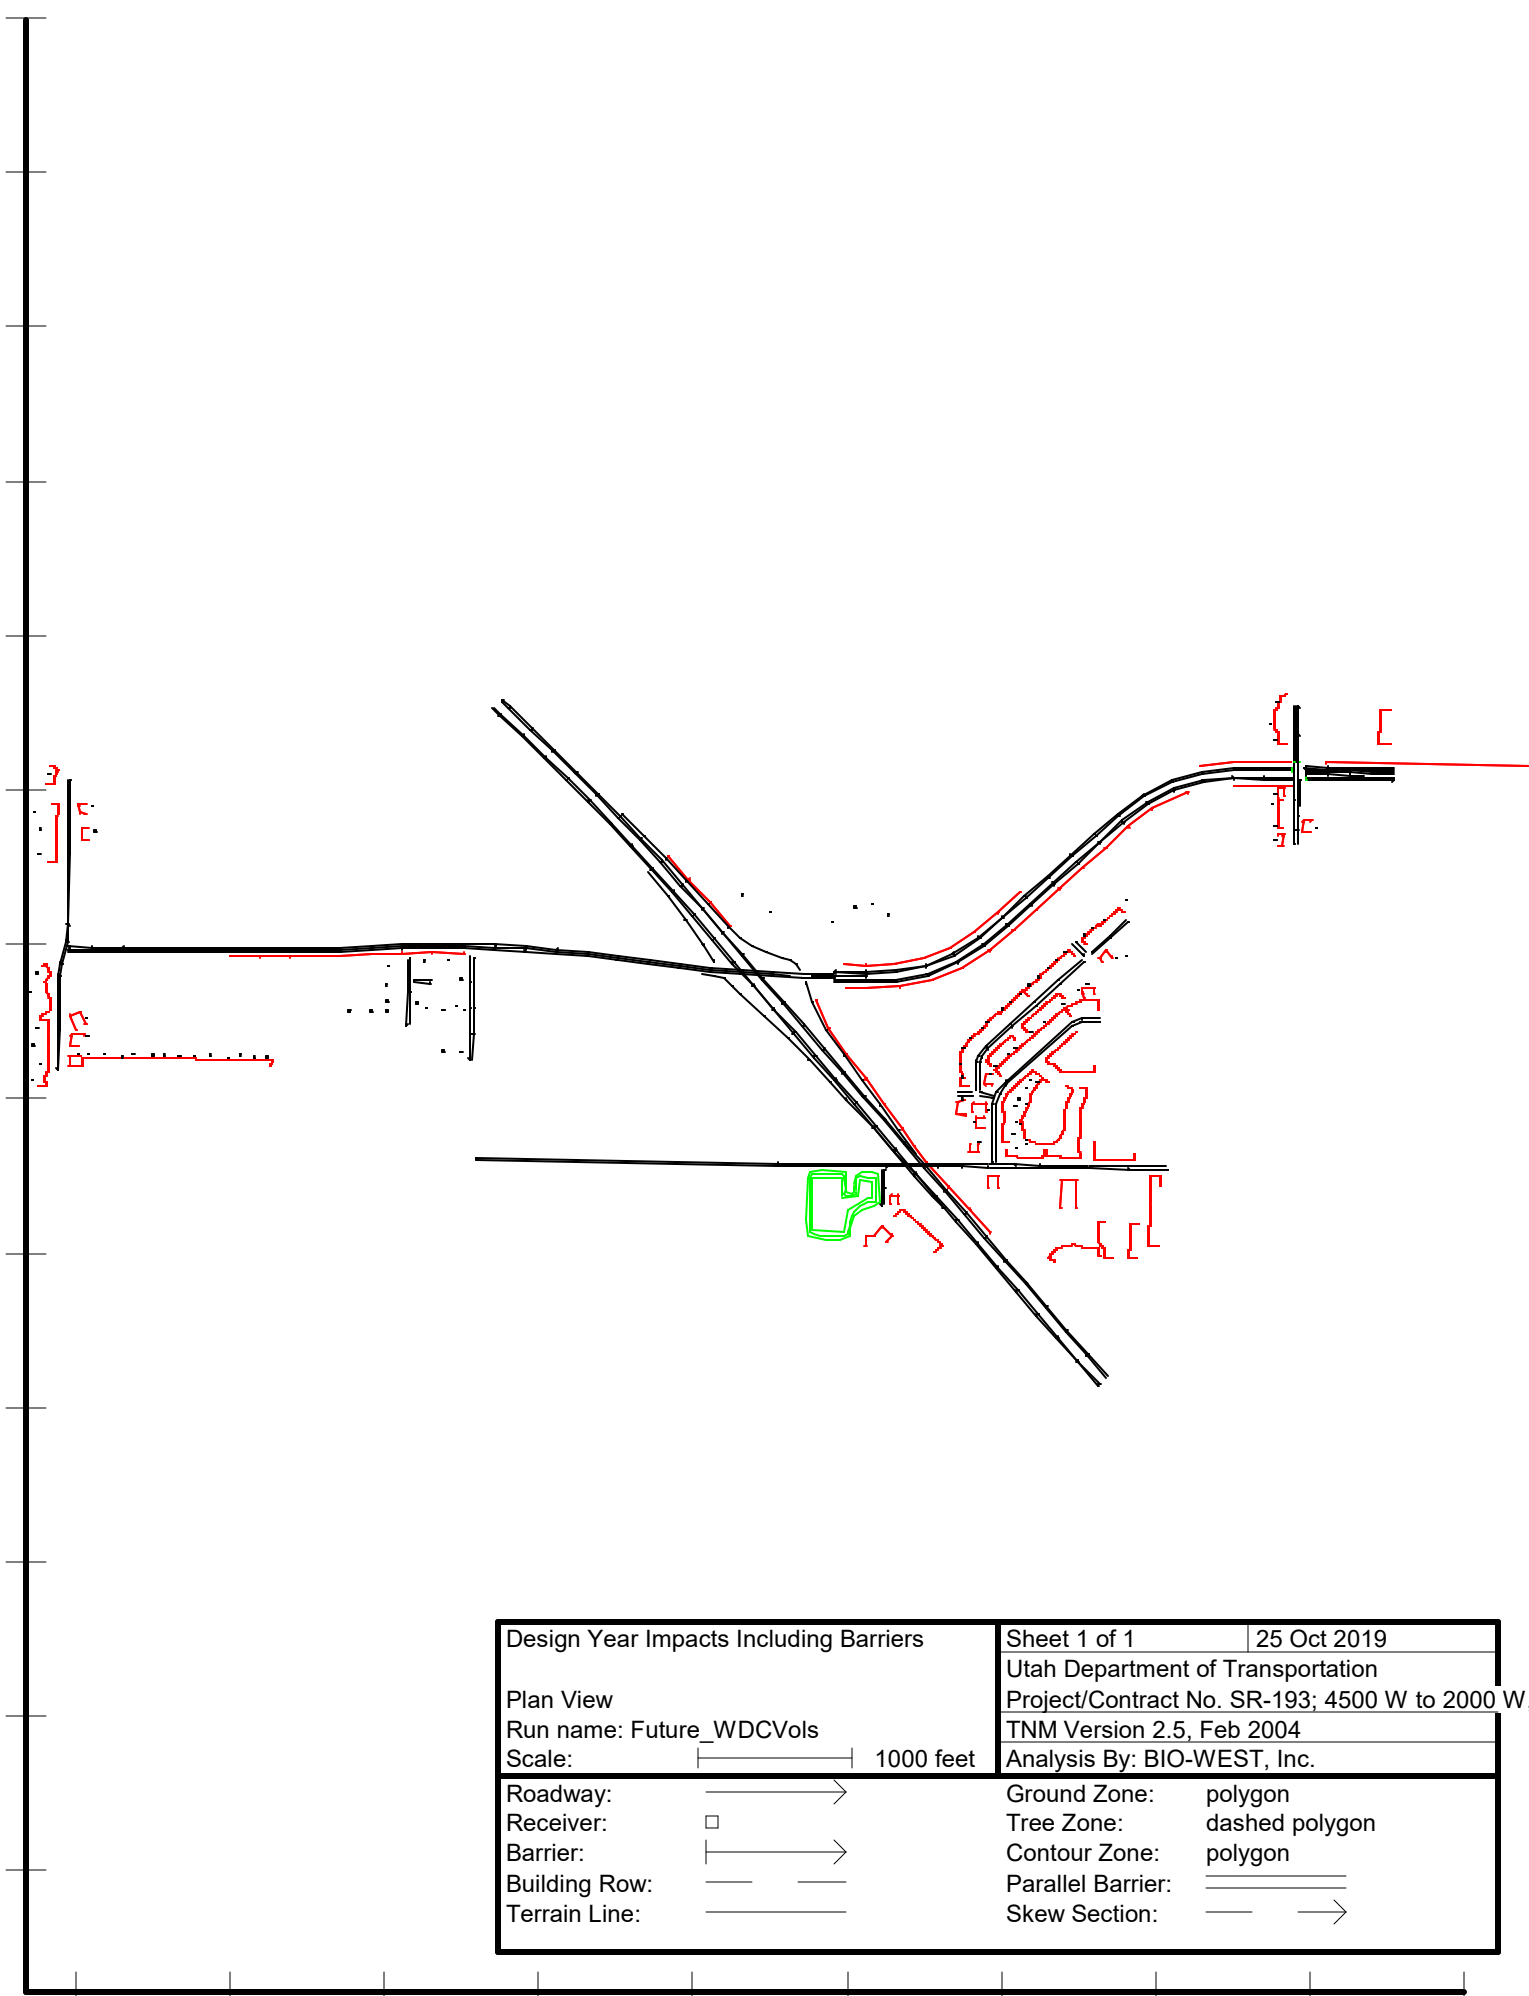 Design Year Impacts Including Barriers
Sheet 1 of 1
25 Oct 2019
Utah Department of Transportation
Plan View
Project/Contract No. SR-193; 4500 W to 2000 W,
Run name: Future_WDCVols
TNM Version 2.5, Feb 2004
Scale: 1000 feet
Analysis By: BIO-WEST, Inc.
Roadway:
Ground Zone: polygon
Receiver:
Tree Zone: dashed polygon
Barrier:
Contour Zone: polygon
Building Row:
Parallel Barrier:
Terrain Line:
Skew Section: